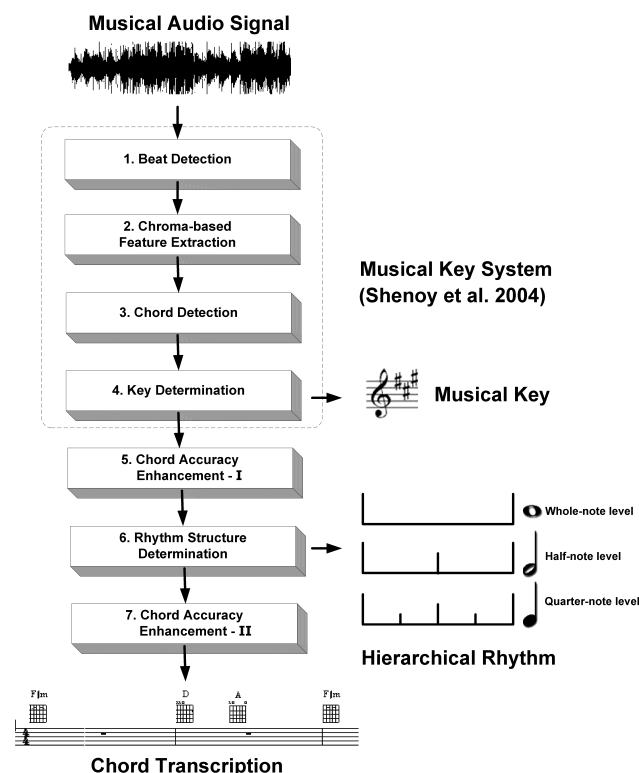 Musical Audio Signal
1. Beat Detection
2. Chroma-based
Feature Extraction
3. Chord Detection
4. Key Determination
Musical Key System
(Shenoy et al. 2004)
Musical Key
5. Chord Accuracy
Enhancement - I
6. Rhythm Structure
Determination
7. Chord Accuracy
Enhancement - II
Whole-note level
Half-note level
Quarter-note level
Hierarchical Rhythm
F#m D A F#m
4
4
Chord Transcription